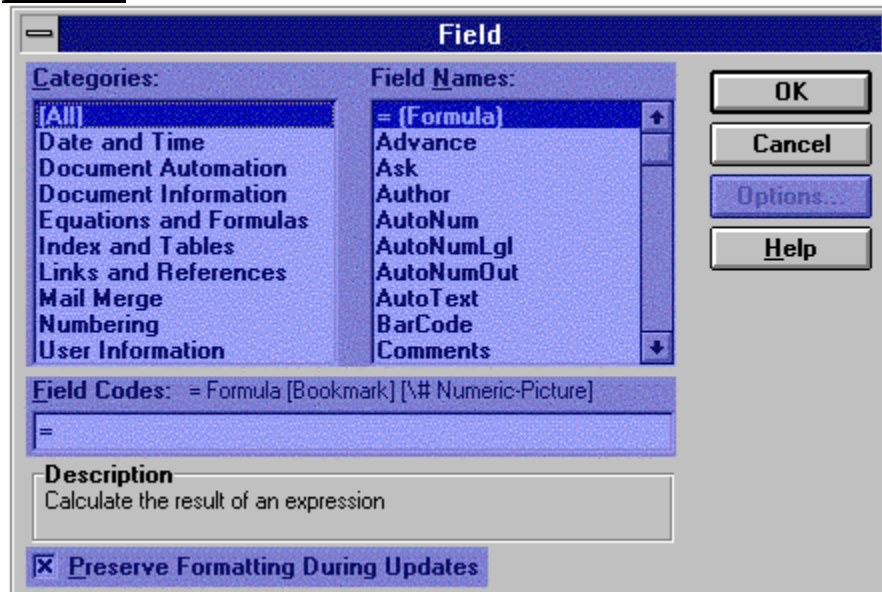 Field
Categories:
(All)
Date and Time
Document Automation
Document Information
Equations and Formulas
Index and Tables
Links and References
Mail Merge
Numbering
User Information
Field Names:
= (Formula)
Advance
Ask
Author
AutoNum
AutoNumLgl
AutoNumOut
AutoText
BarCode
Comments
OK
Cancel
Options...
Help
Field Codes: = Formula [Bookmark] [\# Numeric-Picture]
=
Description
Calculate the result of an expression
Preserve Formatting During Updates